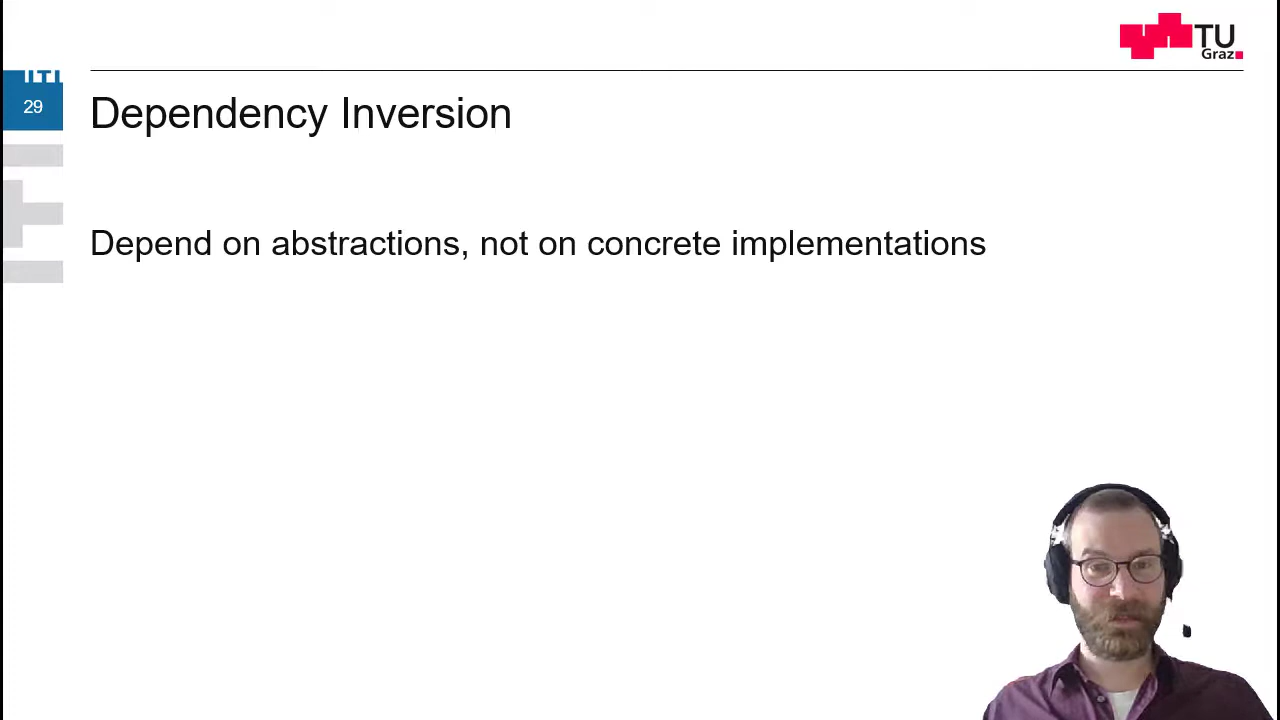 TU
Graz
29
Dependency Inversion
Depend on abstractions, not on concrete implementations